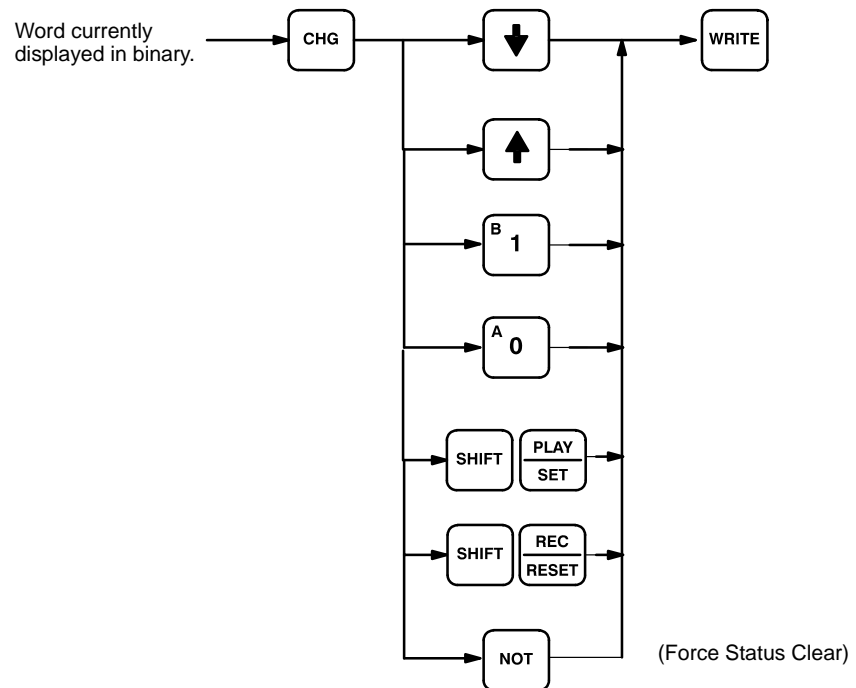 Word currently
displayed in binary.
CHG
WRITE
B
1
A
0
SHIFT
PLAY
SET
SHIFT
REC
RESET
NOT
(Force Status Clear)